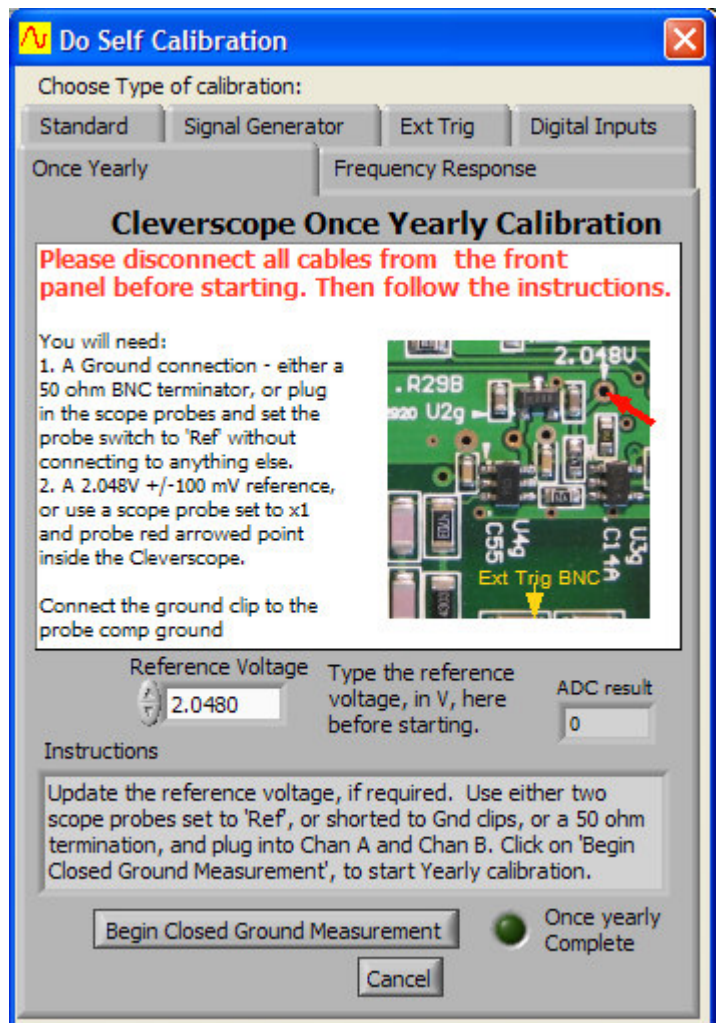 Do Self Calibration
Choose Type of calibration:
Standard
Signal Generator
Ext Trig
Digital Inputs
Once Yearly
Frequency Response
Cleverscope Once Yearly Calibration
Please disconnect all cables from the front
panel before starting. Then follow the instructions.
You will need:
1. A Ground connection - either a
50 ohm BNC terminator, or plug
in the scope probes and set the
probe switch to 'Ref' without
connecting to anything else.
2. A 2.048V +/-100 mV reference,
or use a scope probe set to x1
and probe red arrowed point
inside the Cleverscope.
Connect the ground clip to the
probe comp ground
2.048V
.R29B
U2g
C55
U4g
.C14A
U3g
Ext Trig BNC
Reference Voltage
2.0480
Type the reference
voltage, in V, here
before starting.
ADC result
0
Instructions
Update the reference voltage, if required. Use either two
scope probes set to 'Ref', or shorted to Gnd clips, or a 50 ohm
termination, and plug into Chan A and Chan B. Click on 'Begin
Closed Ground Measurement', to start Yearly calibration.
Begin Closed Ground Measurement
Once yearly
Complete
Cancel